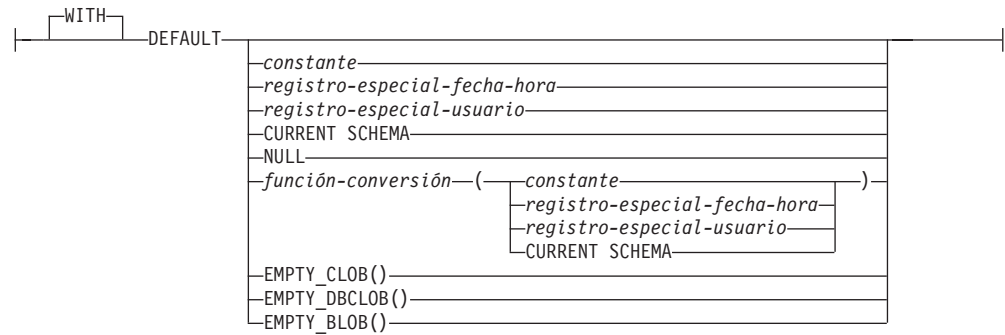 WITH
DEFAULT
constante
registro-especial-fecha-hora
registro-especial-usuario
CURRENT SCHEMA
NULL
función-conversión ( constante )
registro-especial-fecha-hora
registro-especial-usuario
CURRENT SCHEMA
EMPTY_CLOB()
EMPTY_DBCLOB()
EMPTY_BLOB()